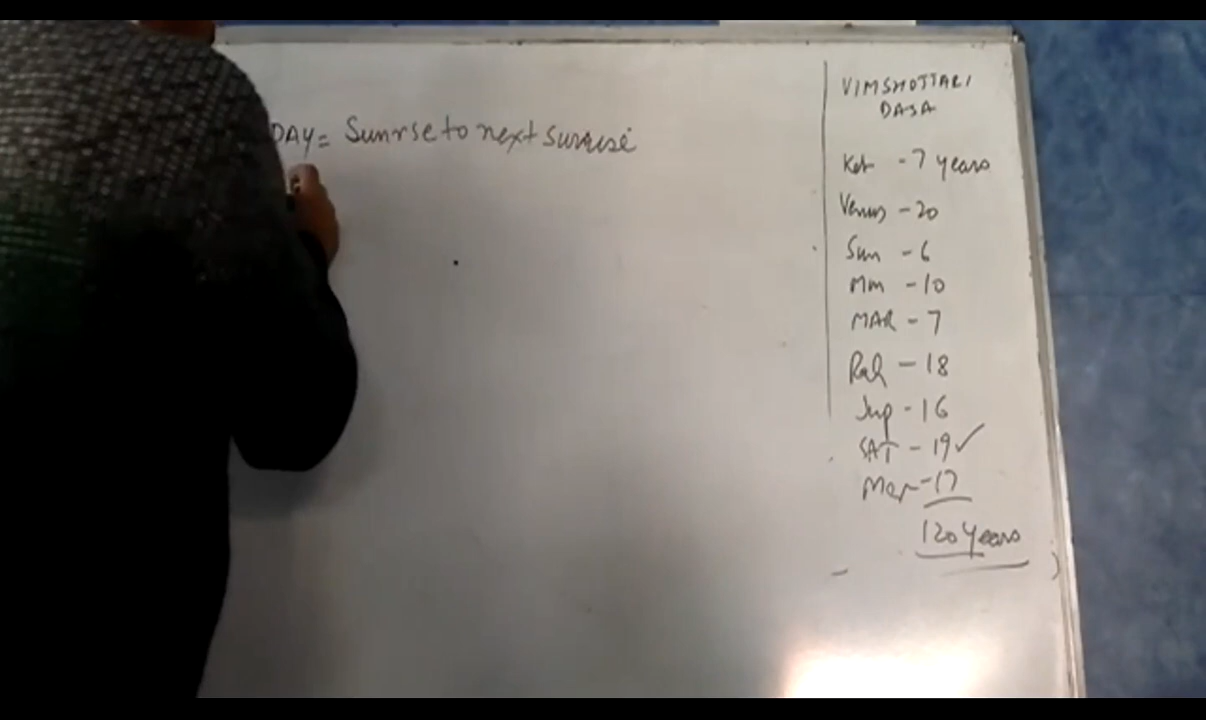 DAY = Sunrse to next sunrise
VIMSHOTTARI
DASA
Ket - 7 years
Venus - 20
Sun - 6
Mm - 10
MAR - 7
Rah - 18
Jup - 16
SAT - 19 ✓
Mer - 17
120 years